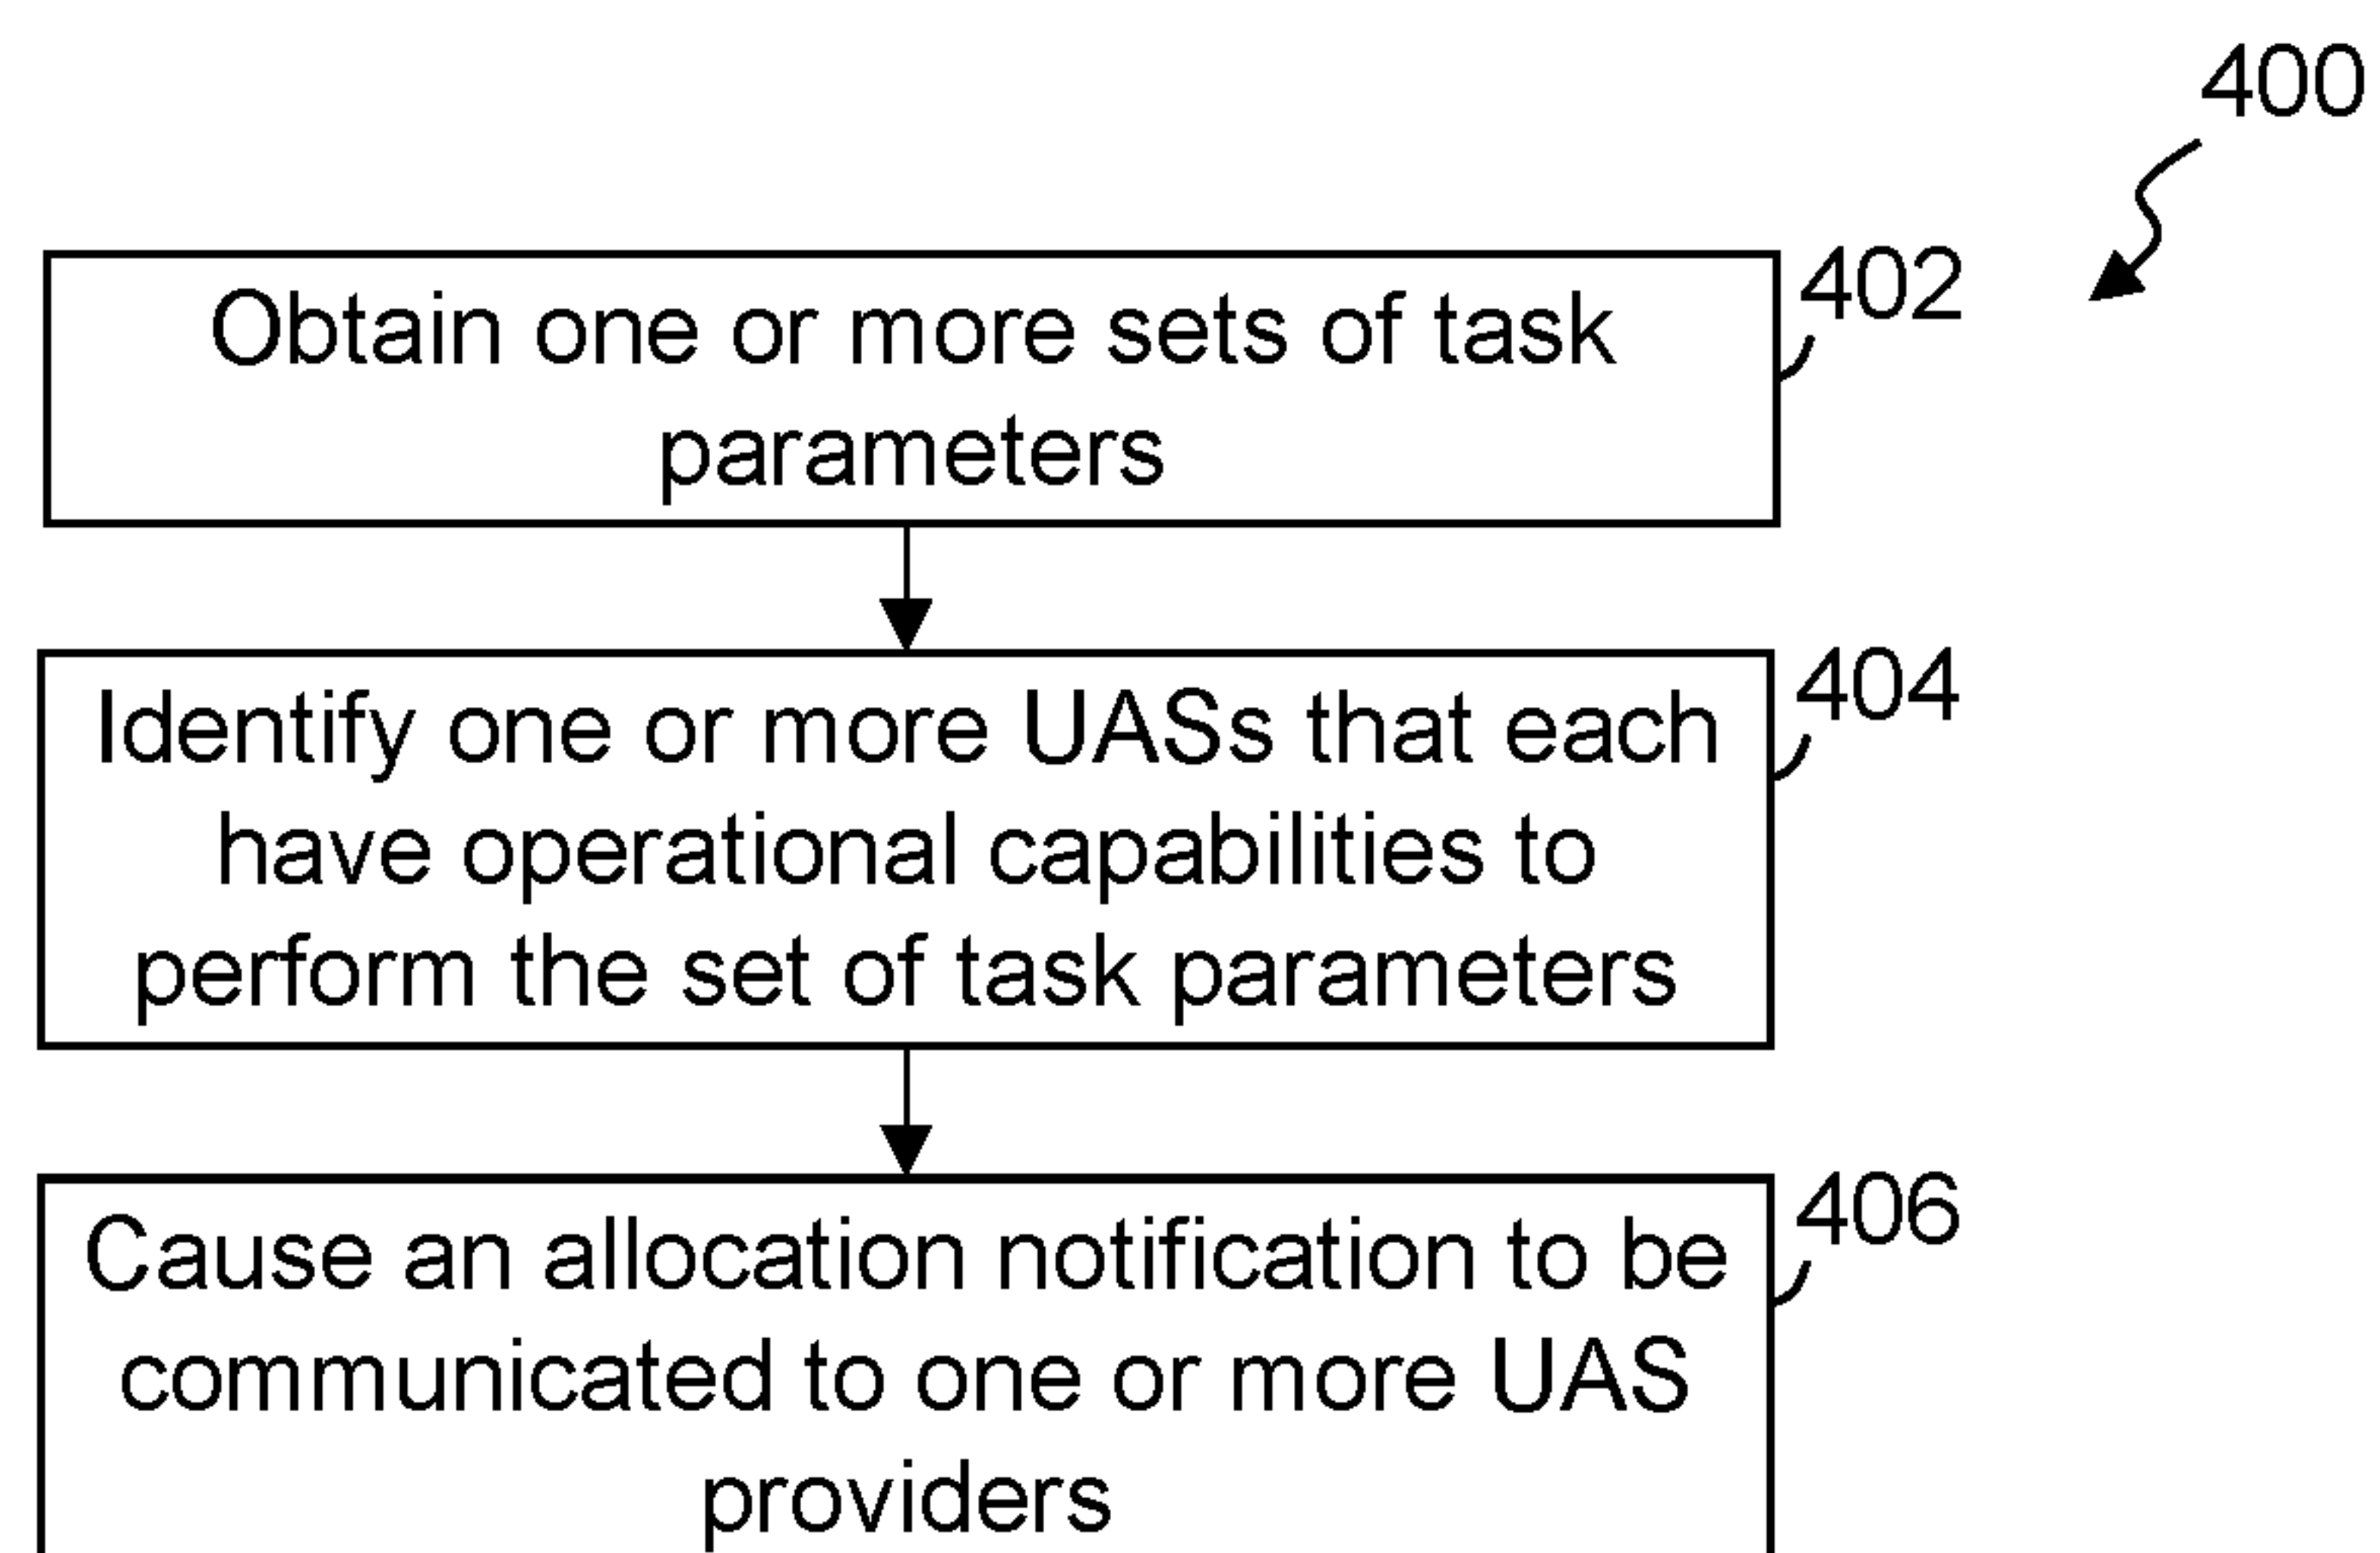 400
402
Obtain one or more sets of task
parameters
404
Identify one or more UASs that each
have operational capabilities to
perform the set of task parameters
406
Cause an allocation notification to be
communicated to one or more UAS
providers